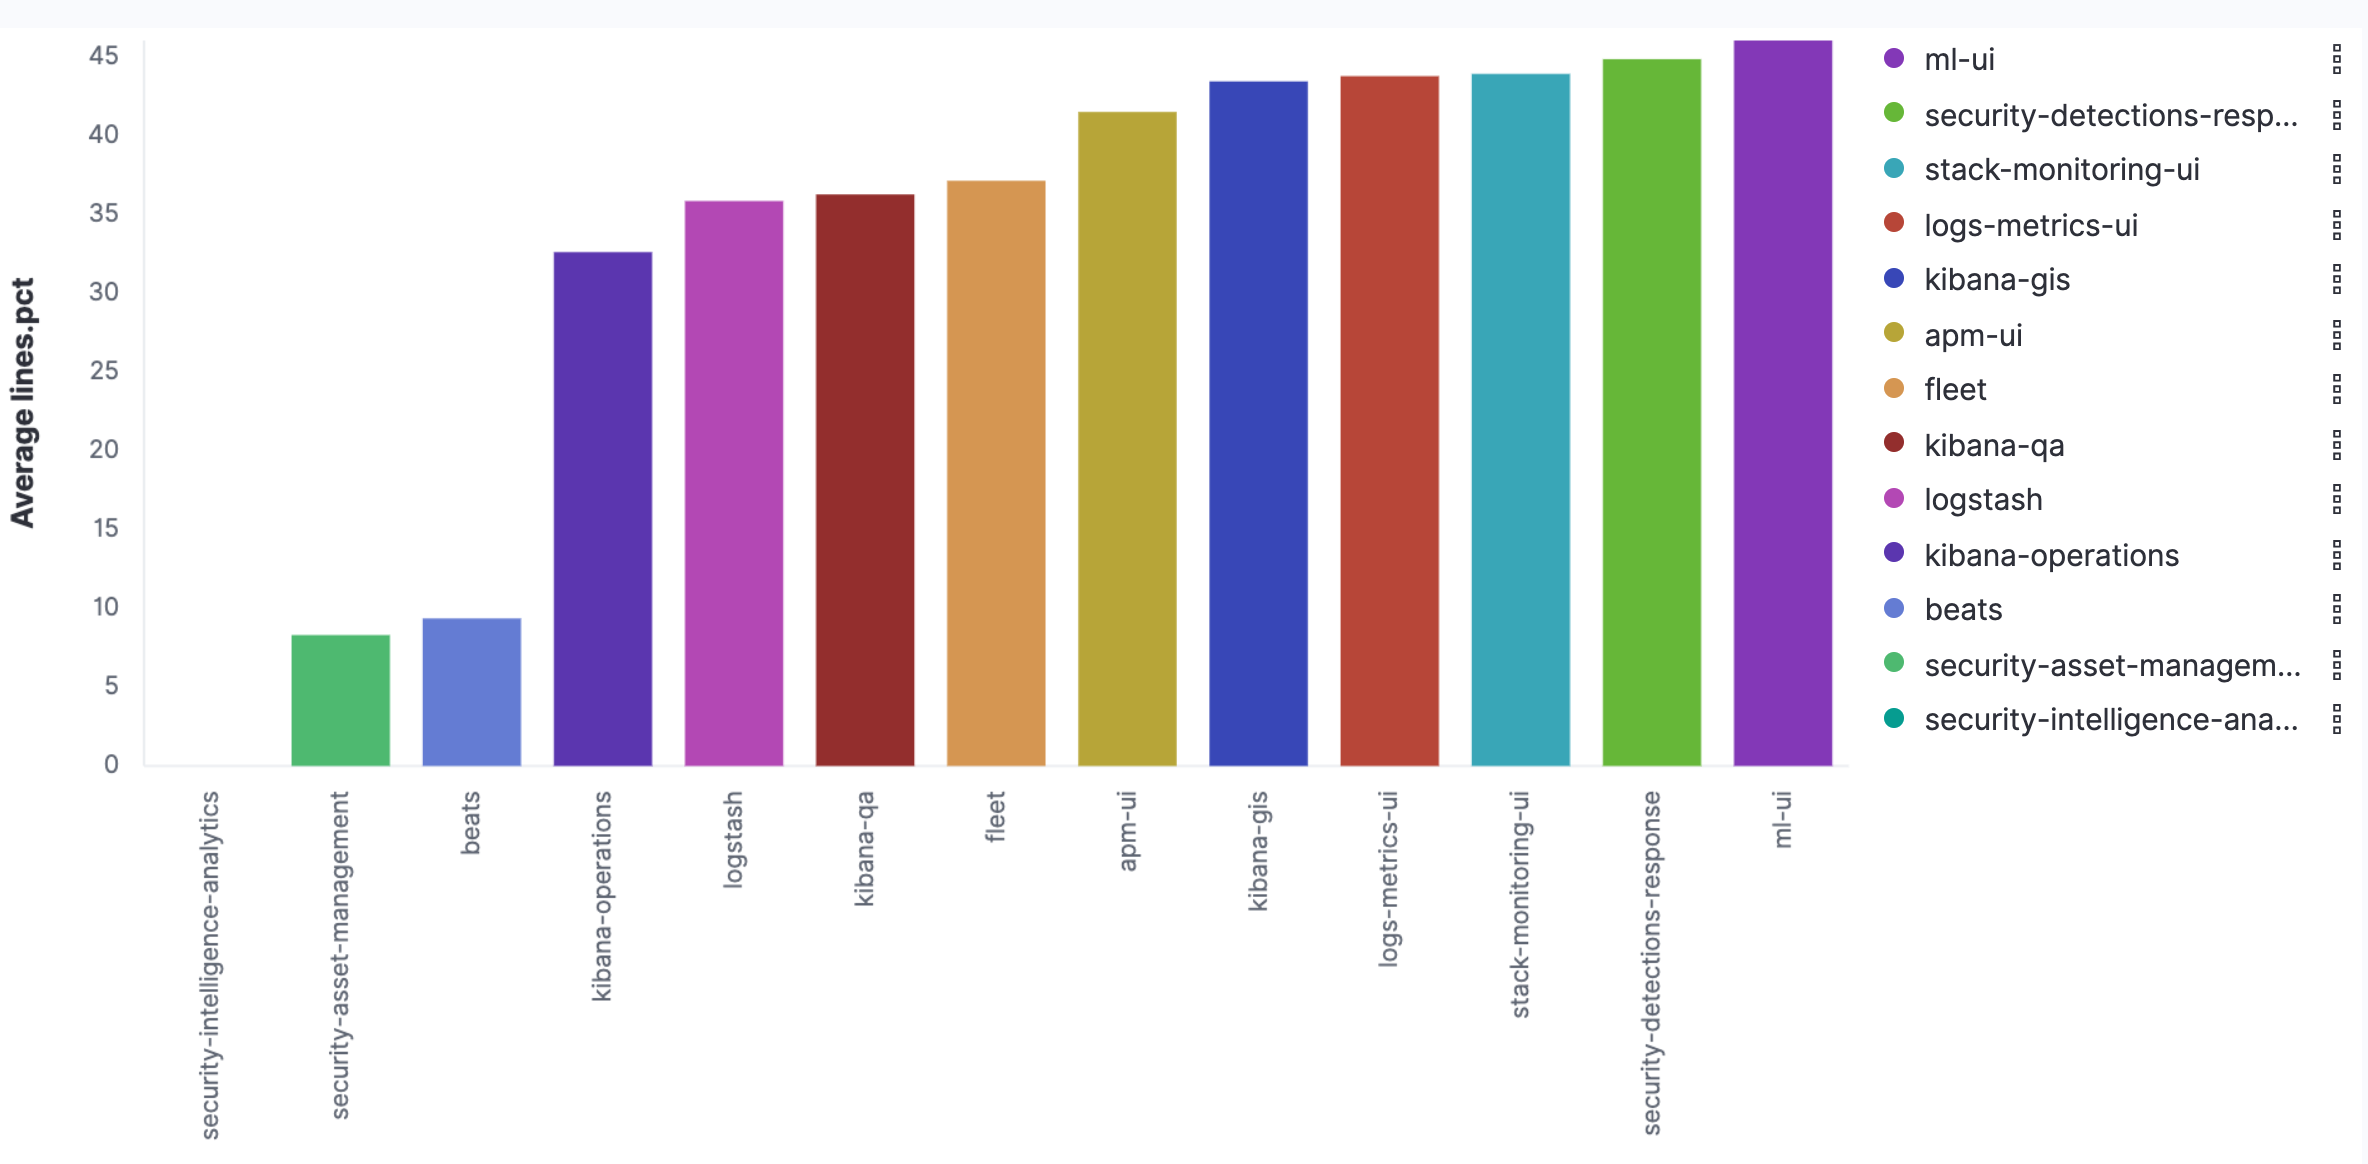 Average lines.pct
45
40
35
30
25
20
15
10
5
0
security-intelligence-analytics
security-asset-management
beats
kibana-operations
logstash
kibana-qa
fleet
apm-ui
kibana-gis
logs-metrics-ui
stack-monitoring-ui
security-detections-response
ml-ui
ml-ui
security-detections-resp...
stack-monitoring-ui
logs-metrics-ui
kibana-gis
apm-ui
fleet
kibana-qa
logstash
kibana-operations
beats
security-asset-managem...
security-intelligence-ana...